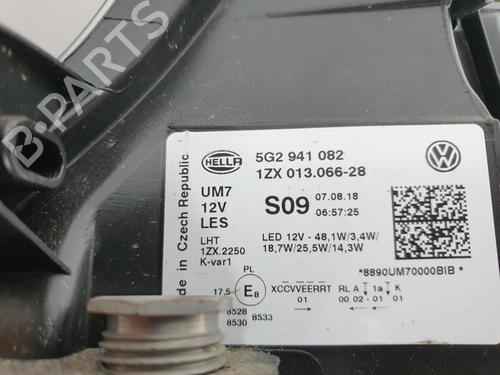 Made in Czech Republic
HELLA
5G2 941 082
1ZX 013.066-28
UM7
12V
LES
S09
07.08.18
06:57:25
LHT
1ZX.2250
K-var1
LED 12V - 48,1W/3,4W/
18,7W/25,5W/14,3W
*8890UM70000BIB*
PL
17.5
E8
XCCVVEERRT
01
RL A 1a K
00 02 01 01
8528
8530 8533